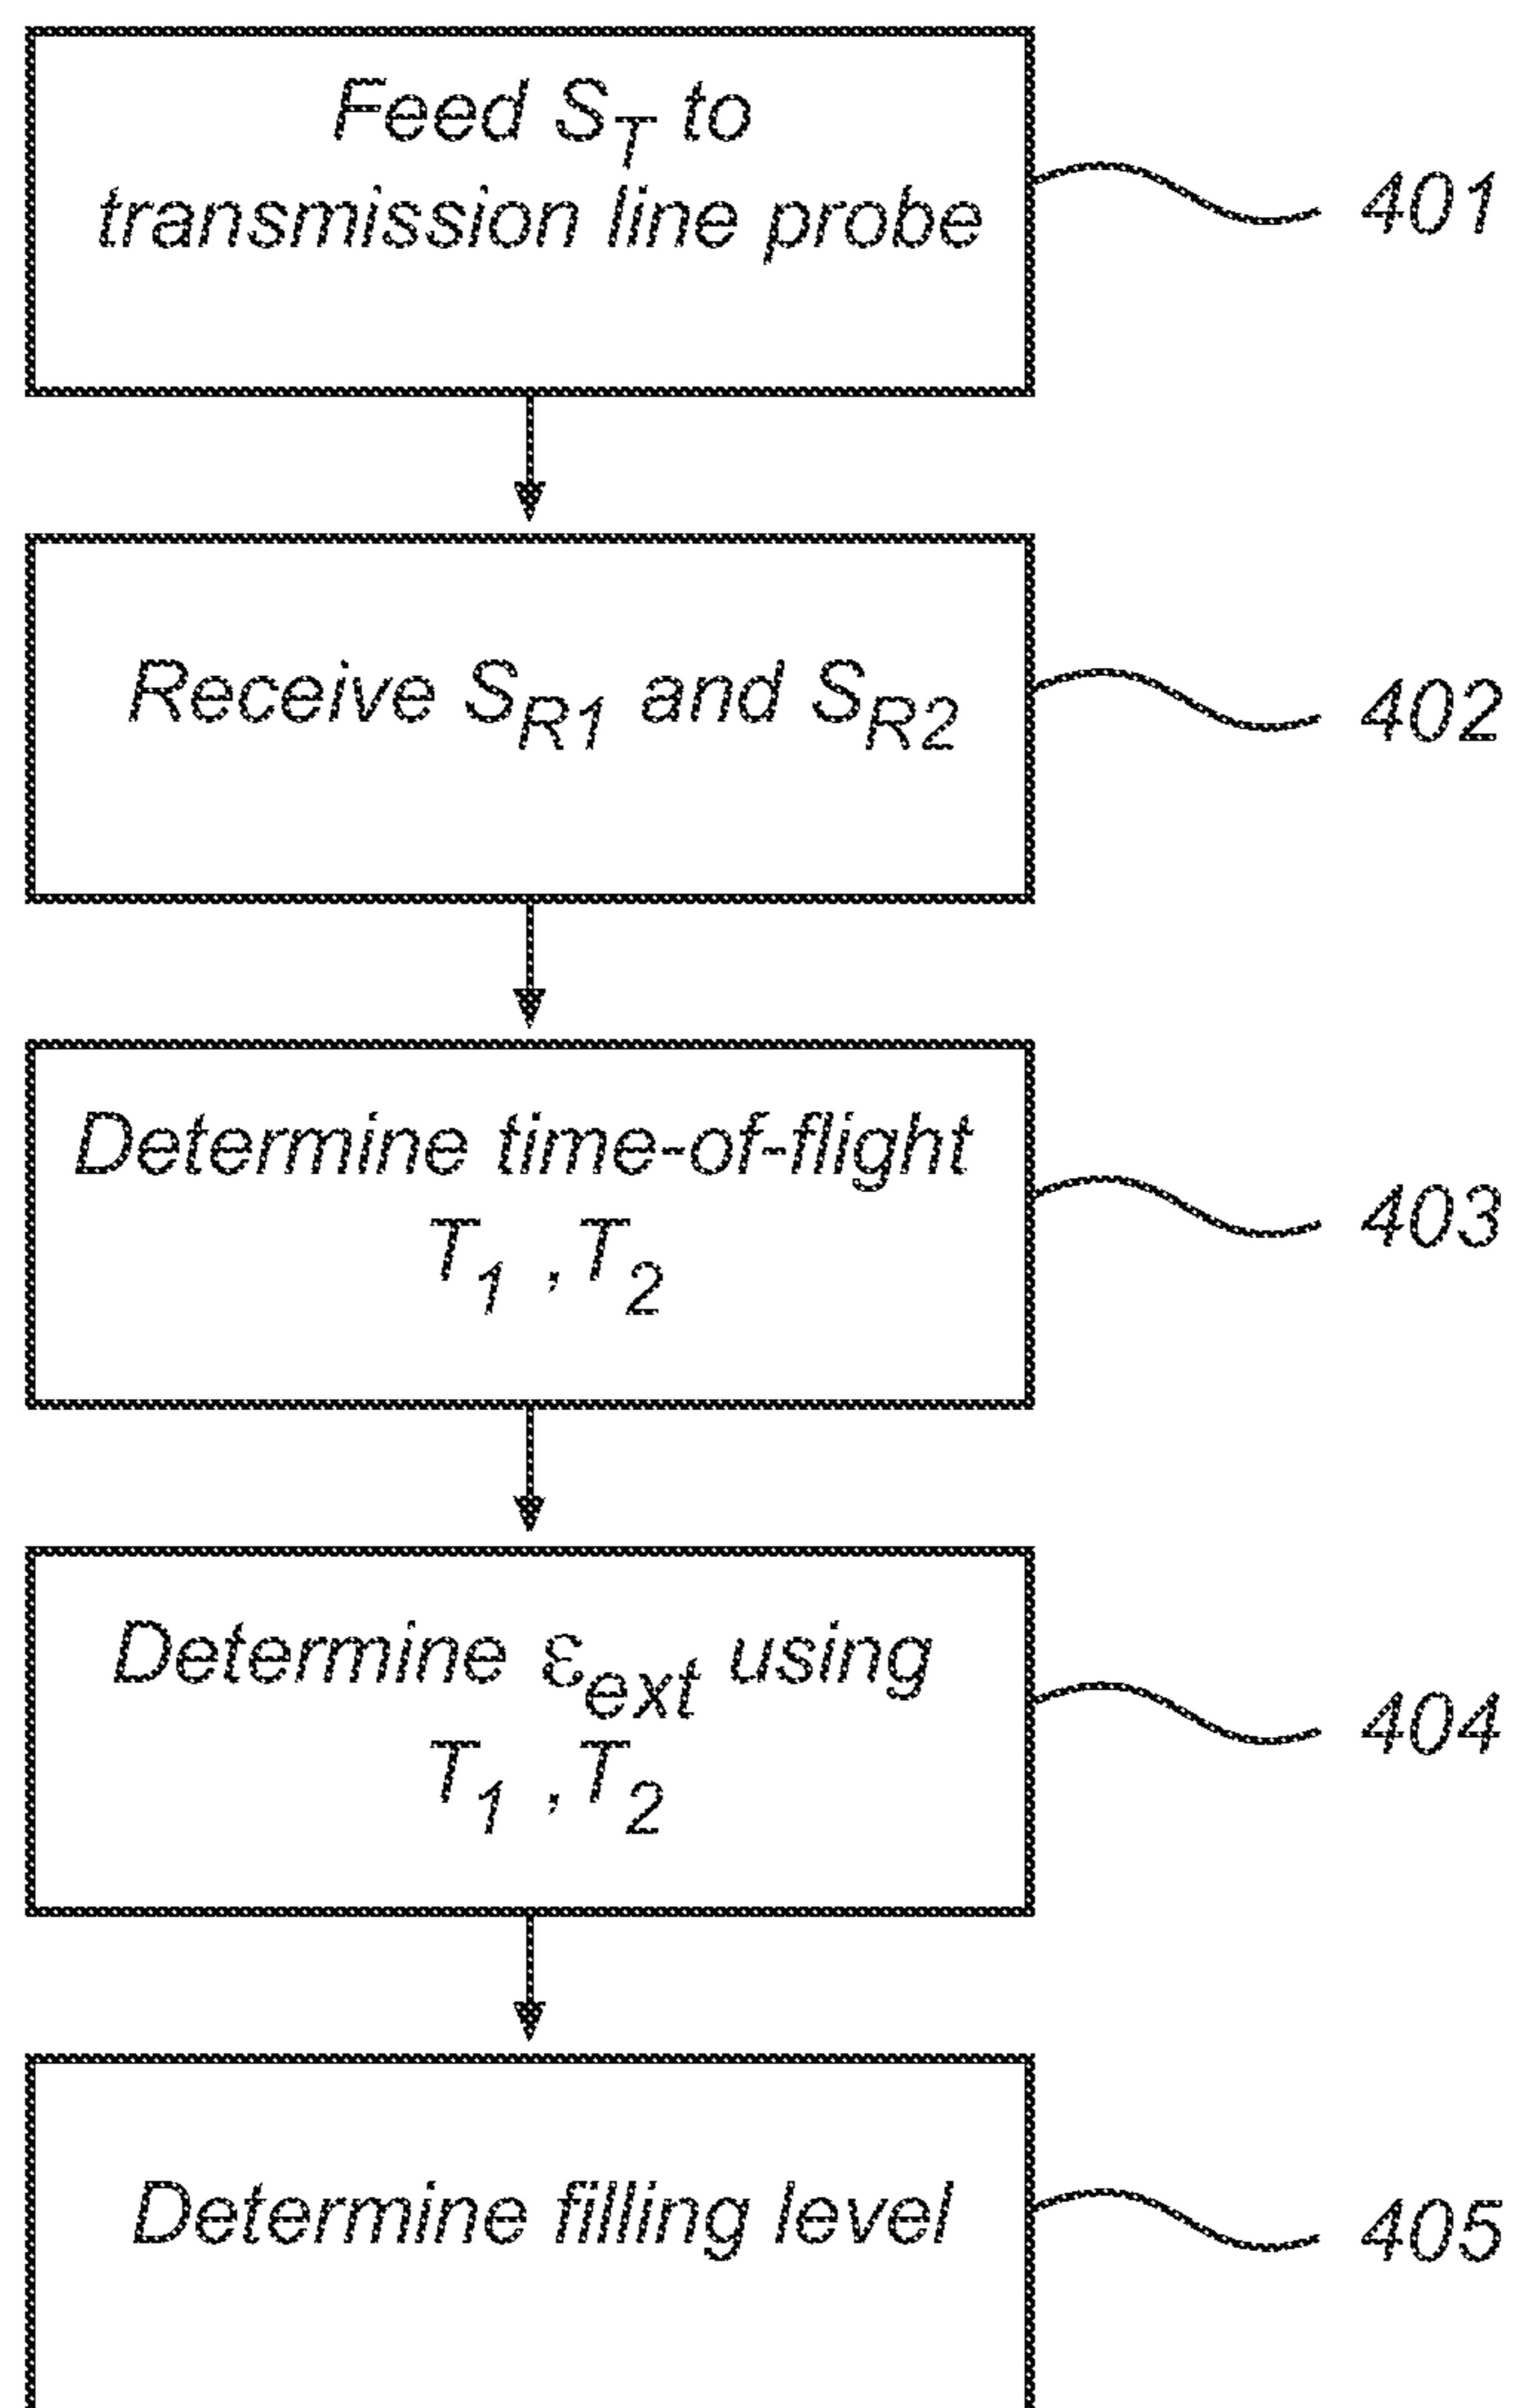 Feed S_T to
transmission line probe
401
Receive S_R1 and S_R2
402
Determine time-of-flight
T_1 ,T_2
403
Determine ε_ext using
T_1 ,T_2
404
Determine filling level
405